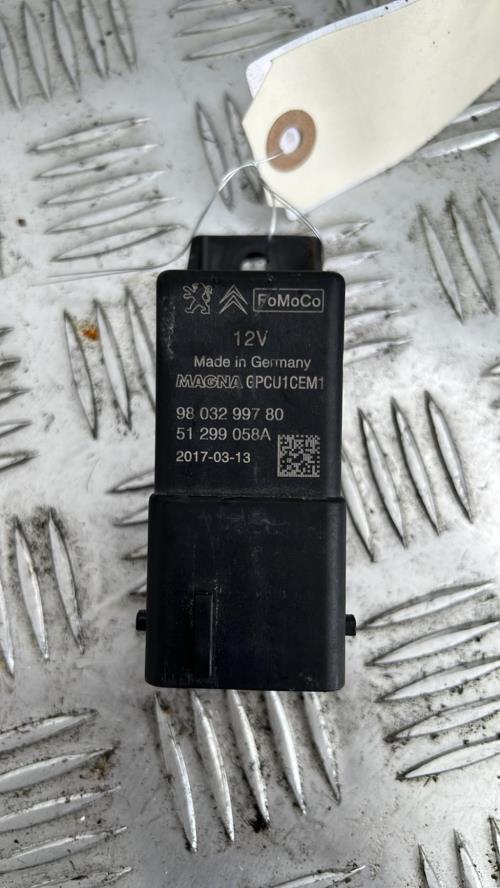 FoMoCo
12V
Made in Germany
MAGNA GPCU1CEM1
98 032 997 80
51 299 058A
2017-03-13